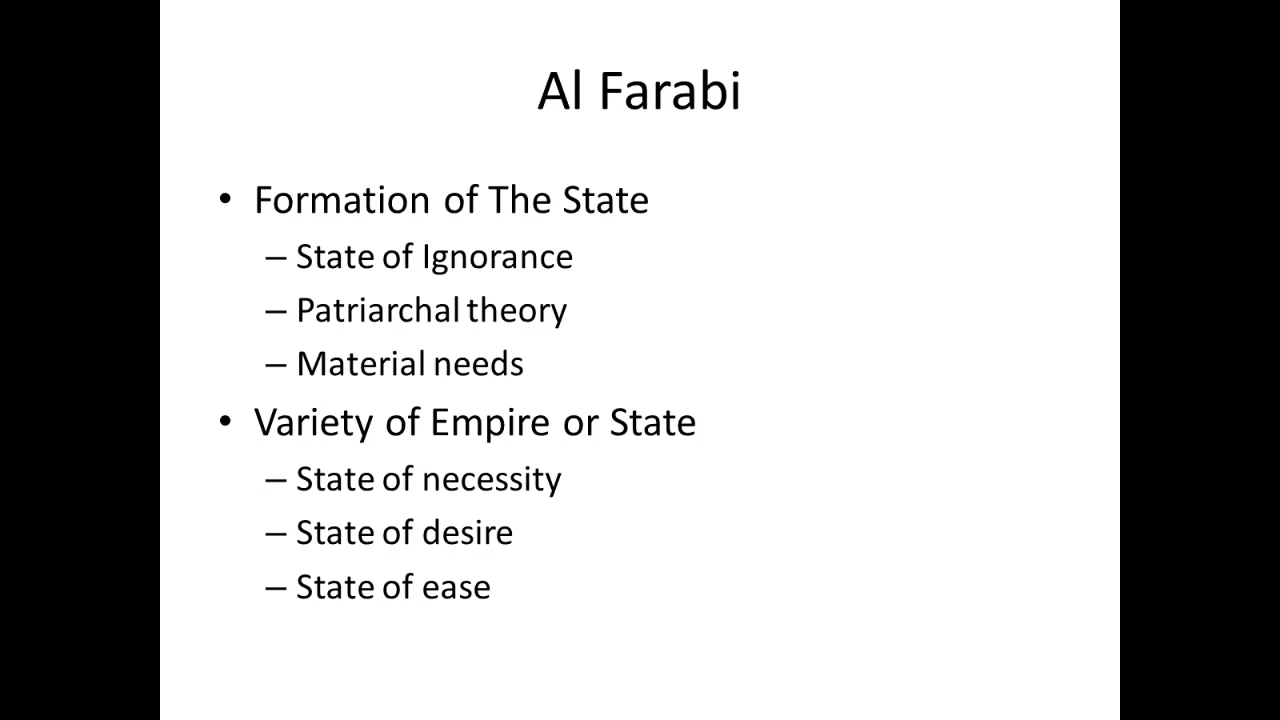 Al Farabi
• Formation of The State
– State of Ignorance
– Patriarchal theory
– Material needs
• Variety of Empire or State
– State of necessity
– State of desire
– State of ease